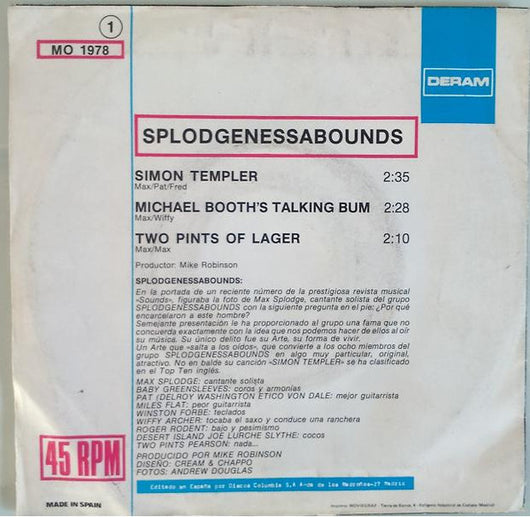 1
MO 1978
DERAM
SPLODGENESSABOUNDS
SIMON TEMPLER 2:35
Max/Pat/Fred
MICHAEL BOOTH'S TALKING BUM 2:28
Max/Wiffy
TWO PINTS OF LAGER 2:10
Max/Max
Productor: Mike Robinson
SPLODGENESSABOUNDS:
En la portada de un reciente número de la prestigiosa revista musical
«Sounds», figuraba la foto de Max Splodge, cantante solista del grupo
SPLODGENESSABOUNDS con la siguiente pregunta en el pie: ¿Por qué
encarcelaron a este hombre?
Semejante presentación le ha proporcionado al grupo una fama que no
concuerda exactamente con la idea que nos podemos hacer de ellos al oir
su música. Su único delito fue su Arte, su forma de vivir.
Un Arte que «salta a los oidos», que convierte a los ocho miembros del
grupo SPLODGENESSABOUNDS en algo muy particular, original,
atractivo. No en balde su canción «SIMON TEMPLER» se ha clasificado
en el Top Ten inglés.
MAX SPLODGE: cantante solista
BABY GREENSLEEVES: coros y armonias
PAT (DELROY WASHINGTON ETICO VON DALE: mejor guitarrista
MILES FLAT: peor guitarrista
WINSTON FORBE: teclados
WIFFY ARCHER: tocaba el saxo y conduce una ranchera
ROGER RODENT: bajo y pesimismo
DESERT ISLAND JOE LURCHE SLYTHE: cocos
TWO PINTS PEARSON: nada...
PRODUCIDO POR MIKE ROBINSON
DISEÑO: CREAM & CHAPPO
FOTOS: ANDREW DOUGLAS
45 RPM
Editado en España por Discos Columbia S.A A-da de los Madroños-27 Madrid
MADE IN SPAIN